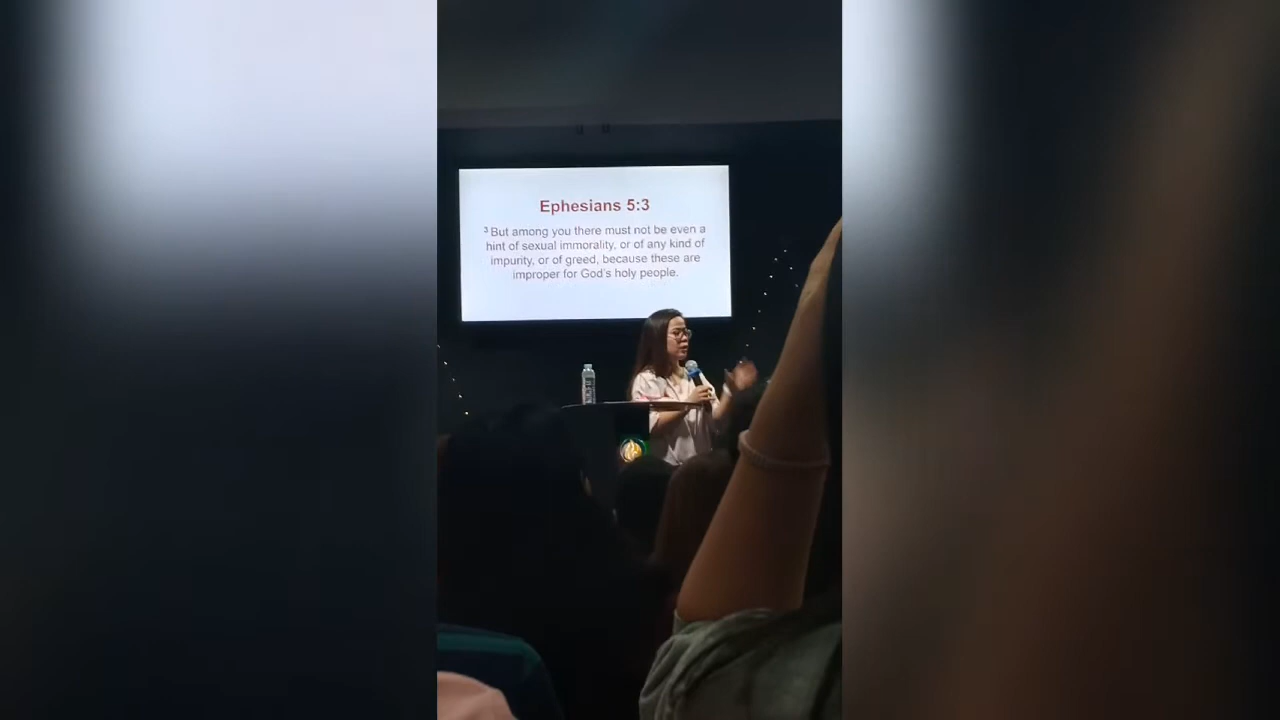 Ephesians 5:3
³ But among you there must not be even a
hint of sexual immorality, or of any kind of
impurity, or of greed, because these are
improper for God's holy people.